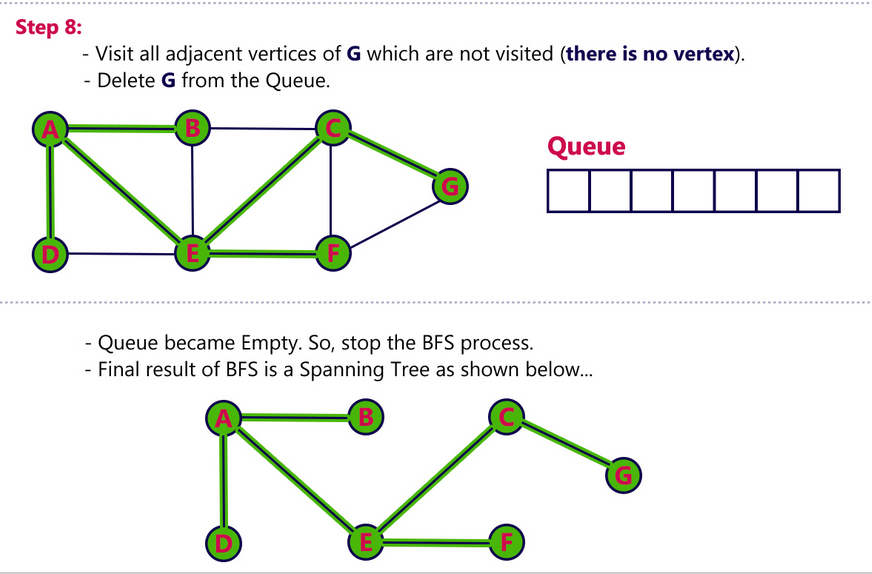 Step 8:
- Visit all adjacent vertices of G which are not visited (there is no vertex).
- Delete G from the Queue.
A
B
C
Queue
G
D
E
F
- Queue became Empty. So, stop the BFS process.
- Final result of BFS is a Spanning Tree as shown below...
A
B
C
G
D
E
F